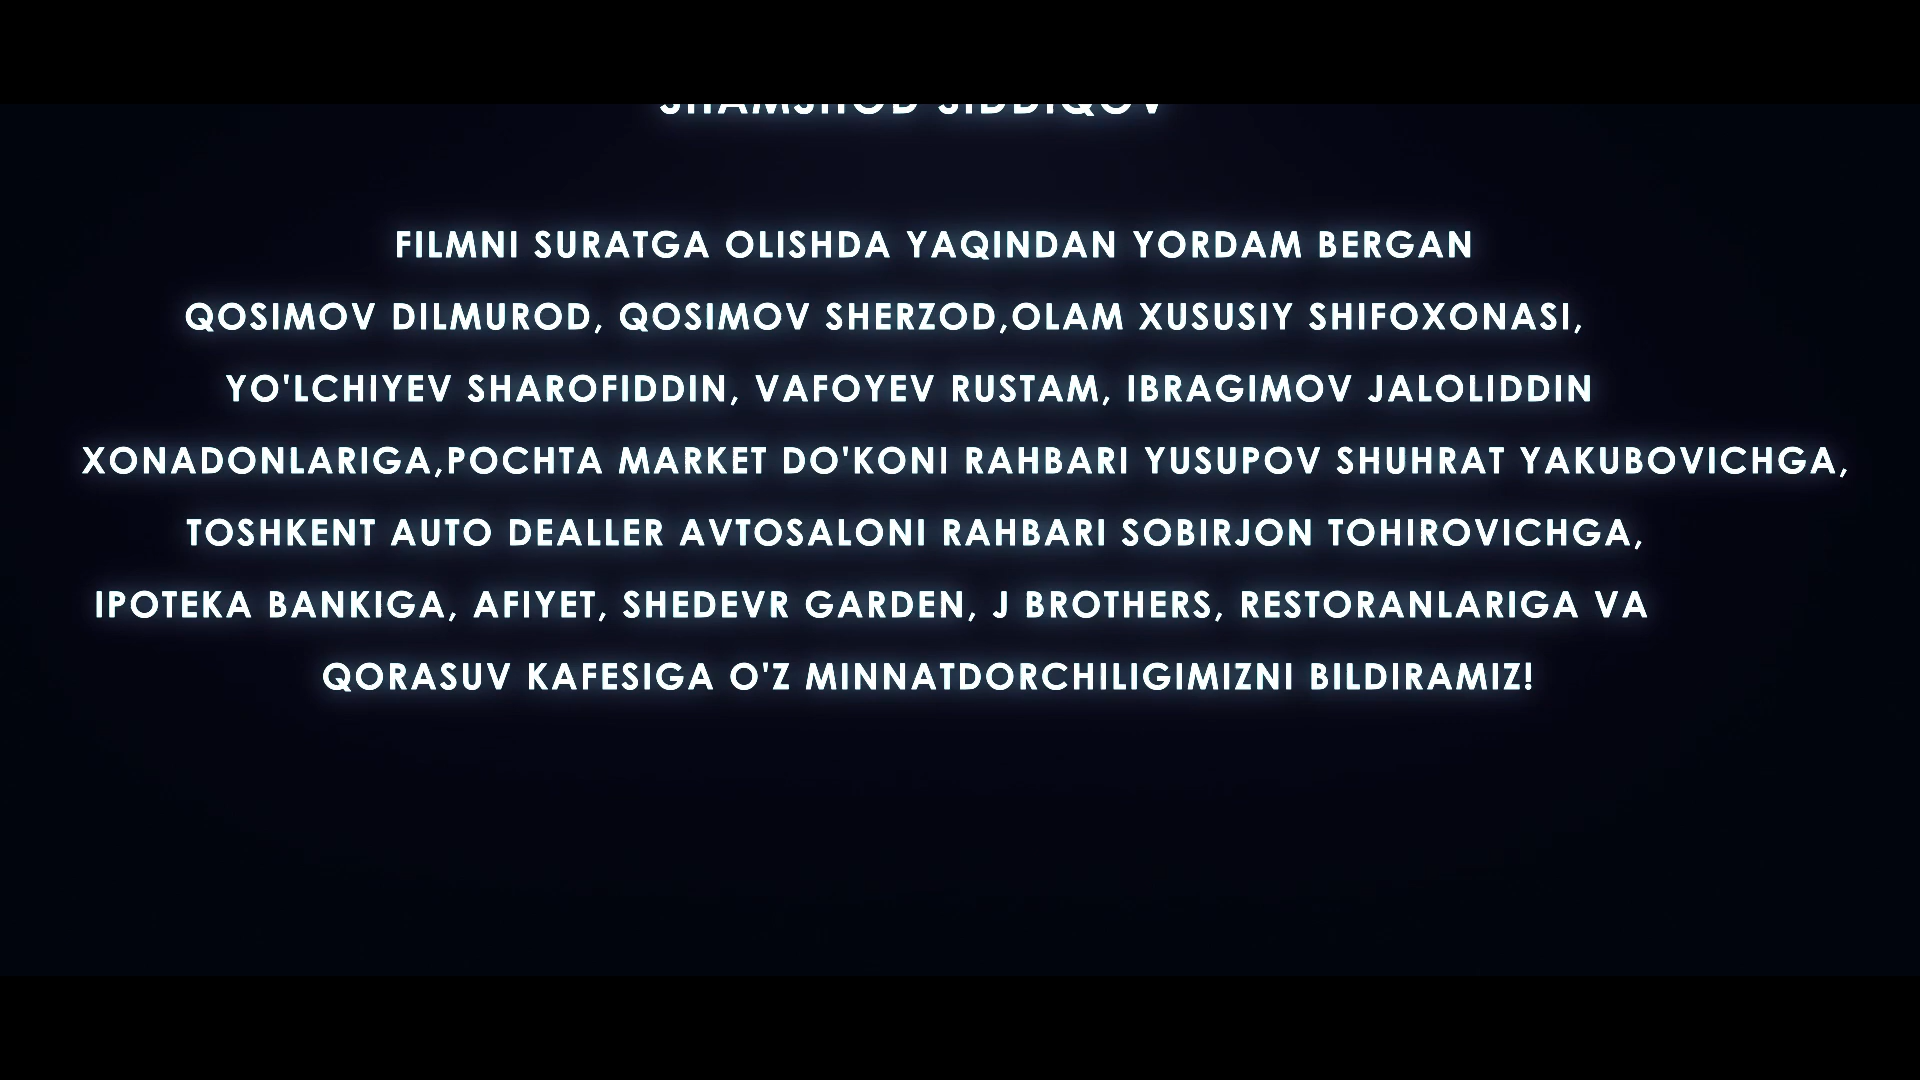 SIDDIQOV
FILMNI SURATGA OLISHDA YAQINDAN YORDAM BERGAN
QOSIMOV DILMUROD, QOSIMOV SHERZOD,OLAM XUSUSIY SHIFOXONASI,
YO'LCHIYEV SHAROFIDDIN, VAFOYEV RUSTAM, IBRAGIMOV JALOLIDDIN
XONADONLARIGA,POCHTA MARKET DO'KONI RAHBARI YUSUPOV SHUHRAT YAKUBOVICHGA,
TOSHKENT AUTO DEALLER AVTOSALONI RAHBARI SOBIRJON TOHIROVICHGA,
IPOTEKA BANKIGA, AFIYET, SHEDEVR GARDEN, J BROTHERS, RESTORANLARIGA VA
QORASUV KAFESIGA O'Z MINNATDORCHILIGIMIZNI BILDIRAMIZ!